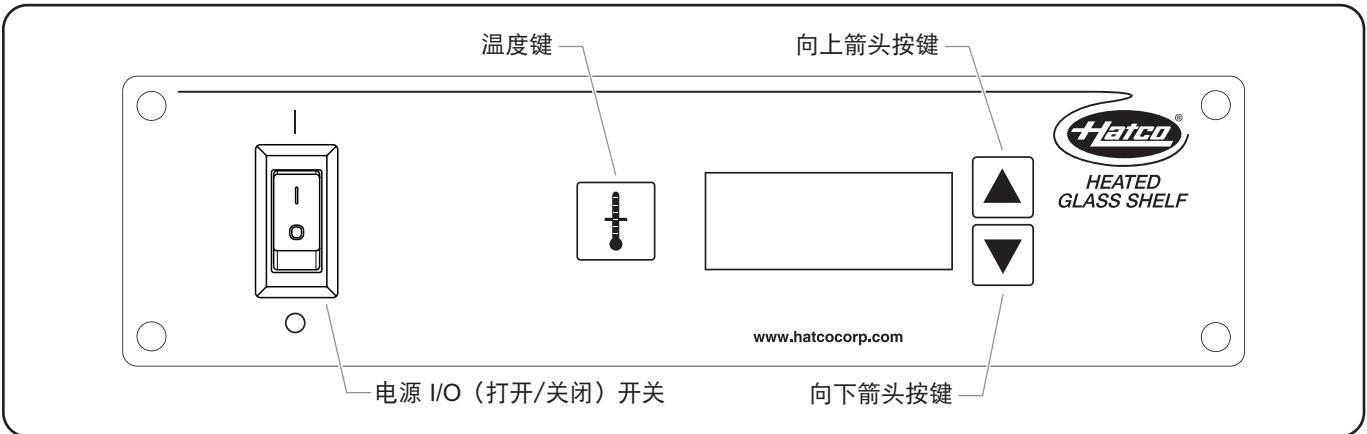 温度键
向上箭头按键
Hatco®
HEATED
GLASS SHELF
I
O
www.hatcocorp.com
电源 I/O（打开/关闭）开关
向下箭头按键